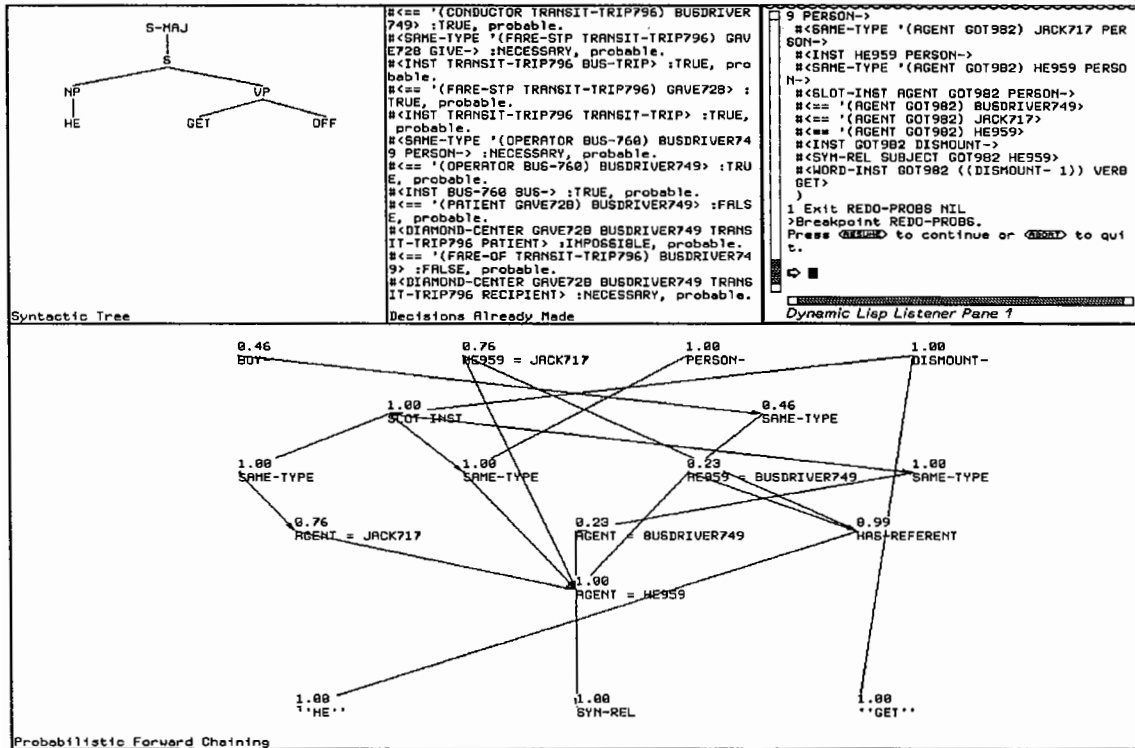 S-MAJ
S
NP
VP
HE
GET
OFF
Syntactic Tree
#<== '(CONDUCTOR TRANSIT-TRIP796) BUSDRIVER
749> :TRUE, probable.
#<SAME-TYPE '(FARE-STP TRANSIT-TRIP796) GAV
E728 GIVE-> :NECESSARY, probable.
#<INST TRANSIT-TRIP796 BUS-TRIP> :TRUE, pro
bable.
#<== '(FARE-STP TRANSIT-TRIP796) GAVE728> :
TRUE, probable.
#<INST TRANSIT-TRIP796 TRANSIT-TRIP> :TRUE,
probable.
#<SAME-TYPE '(OPERATOR BUS-760) BUSDRIVER74
9 PERSON-> :NECESSARY, probable.
#<== '(OPERATOR BUS-760) BUSDRIVER749> :TRU
E, probable.
#<INST BUS-760 BUS-> :TRUE, probable.
#<== '(PATIENT GAVE728) BUSDRIVER749> :FALS
E, probable.
#<DIAMOND-CENTER GAVE728 BUSDRIVER749 TRANS
IT-TRIP796 PATIENT> :IMPOSSIBLE, probable.
#<== '(FARE-OF TRANSIT-TRIP796) BUSDRIVER74
9> :FALSE, probable.
#<DIAMOND-CENTER GAVE728 BUSDRIVER749 TRANS
IT-TRIP796 RECIPIENT> :NECESSARY, probable.
Decisions Already Made
9 PERSON->
#<SAME-TYPE '(AGENT GOT982) JACK717 PER
SON->
#<INST HE959 PERSON->
#<SAME-TYPE '(AGENT GOT982) HE959 PERSO
N->
#<SLOT-INST AGENT GOT982 PERSON->
#<== '(AGENT GOT982) BUSDRIVER749>
#<== '(AGENT GOT982) JACK717>
#<== '(AGENT GOT982) HE959>
#<INST GOT982 DISMOUNT->
#<SYM-REL SUBJECT GOT982 HE959>
#<WORD-INST GOT982 ((DISMOUNT- 1)) VERB
GET>
)
1 Exit REDO-PROBS NIL
>Breakpoint REDO-PROBS.
Press <RESUME> to continue or <ABORT> to qui
t.
Dynamic Lisp Listener Pane 1
0.46
BOY-
0.76
HE959 = JACK717
1.00
PERSON-
1.00
DISMOUNT-
1.00
SLOT-INST
0.46
SAME-TYPE
1.00
SAME-TYPE
1.00
SAME-TYPE
0.23
HE959 = BUSDRIVER749
1.00
SAME-TYPE
0.76
AGENT = JACK717
0.23
AGENT = BUSDRIVER749
0.99
HAS-REFERENT
1.00
AGENT = HE959
1.00
''HE''
1.00
SYN-REL
1.00
''GET''
Probabilistic Forward Chaining